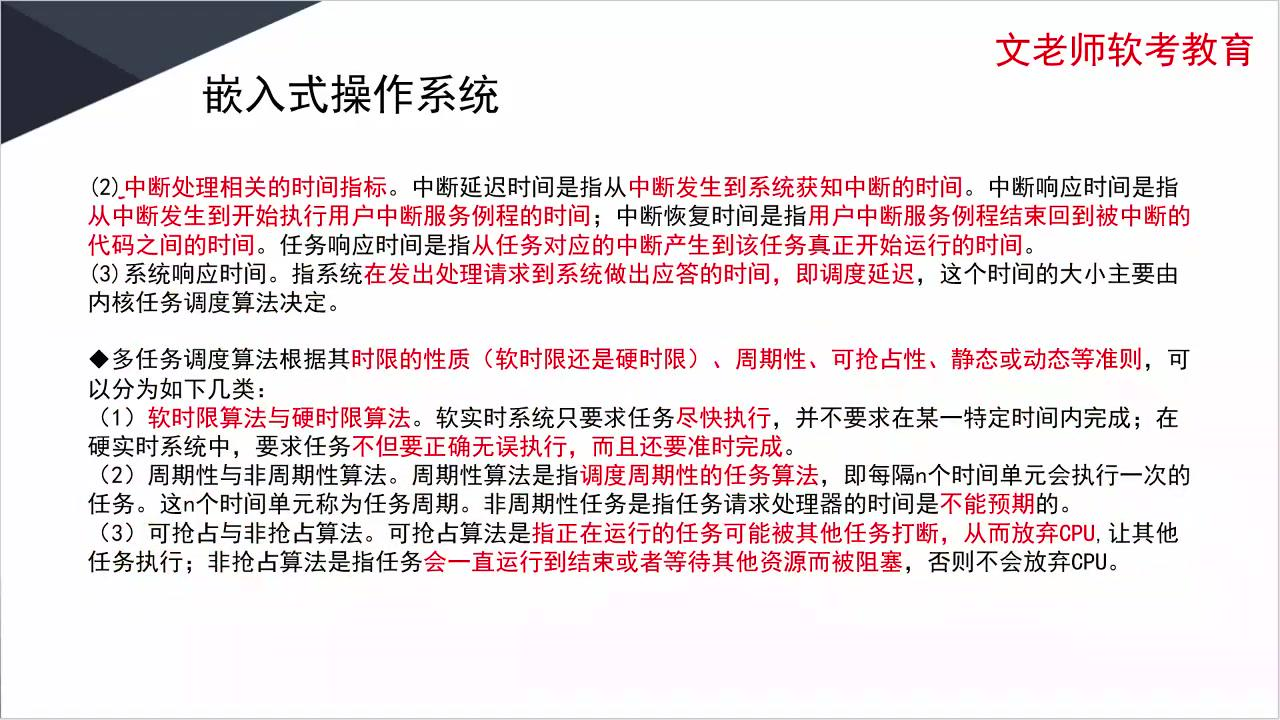 文老师软考教育
嵌入式操作系统
(2)中断处理相关的时间指标。中断延迟时间是指从中断发生到系统获知中断的时间。中断响应时间是指
从中断发生到开始执行用户中断服务例程的时间；中断恢复时间是指用户中断服务例程结束回到被中断的
代码之间的时间。任务响应时间是指从任务对应的中断产生到该任务真正开始运行的时间。
(3)系统响应时间。指系统在发出处理请求到系统做出应答的时间，即调度延迟，这个时间的大小主要由
内核任务调度算法决定。
◆多任务调度算法根据其时限的性质（软时限还是硬时限）、周期性、可抢占性、静态或动态等准则，可
以分为如下几类：
（1）软时限算法与硬时限算法。软实时系统只要求任务尽快执行，并不要求在某一特定时间内完成；在
硬实时系统中，要求任务不但要正确无误执行，而且还要准时完成。
（2）周期性与非周期性算法。周期性算法是指调度周期性的任务算法，即每隔n个时间单元会执行一次的
任务。这n个时间单元称为任务周期。非周期性任务是指任务请求处理器的时间是不能预期的。
（3）可抢占与非抢占算法。可抢占算法是指正在运行的任务可能被其他任务打断，从而放弃CPU,让其他
任务执行；非抢占算法是指任务会一直运行到结束或者等待其他资源而被阻塞，否则不会放弃CPU。